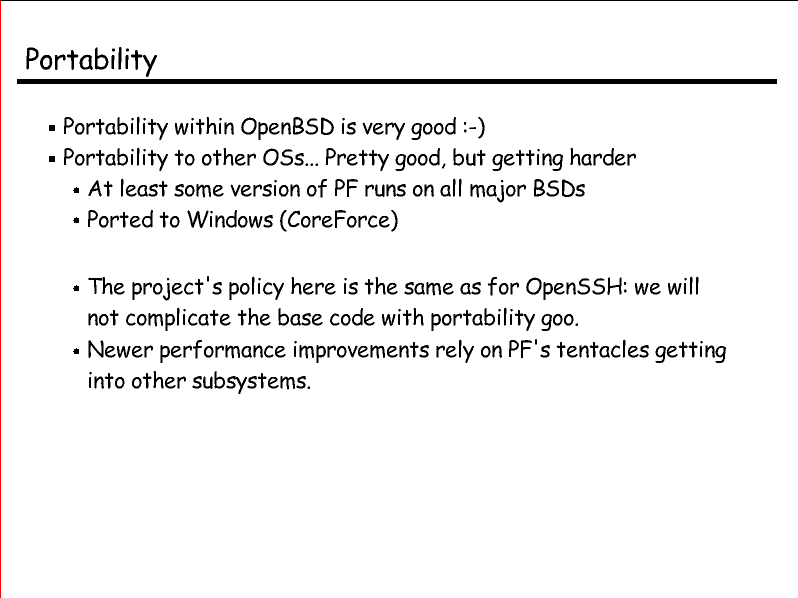 Portability
Portability within OpenBSD is very good :-)
Portability to other OSs... Pretty good, but getting harder
At least some version of PF runs on all major BSDs
Ported to Windows (CoreForce)
The project's policy here is the same as for OpenSSH: we will
not complicate the base code with portability goo.
Newer performance improvements rely on PF's tentacles getting
into other subsystems.